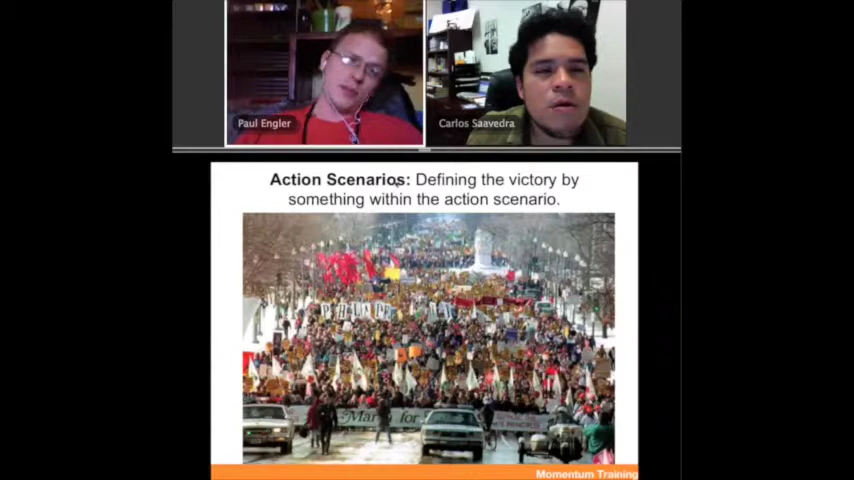 Paul Engler
Carlos Saavedra
Action Scenarios: Defining the victory by
something within the action scenario.
Momentum Training